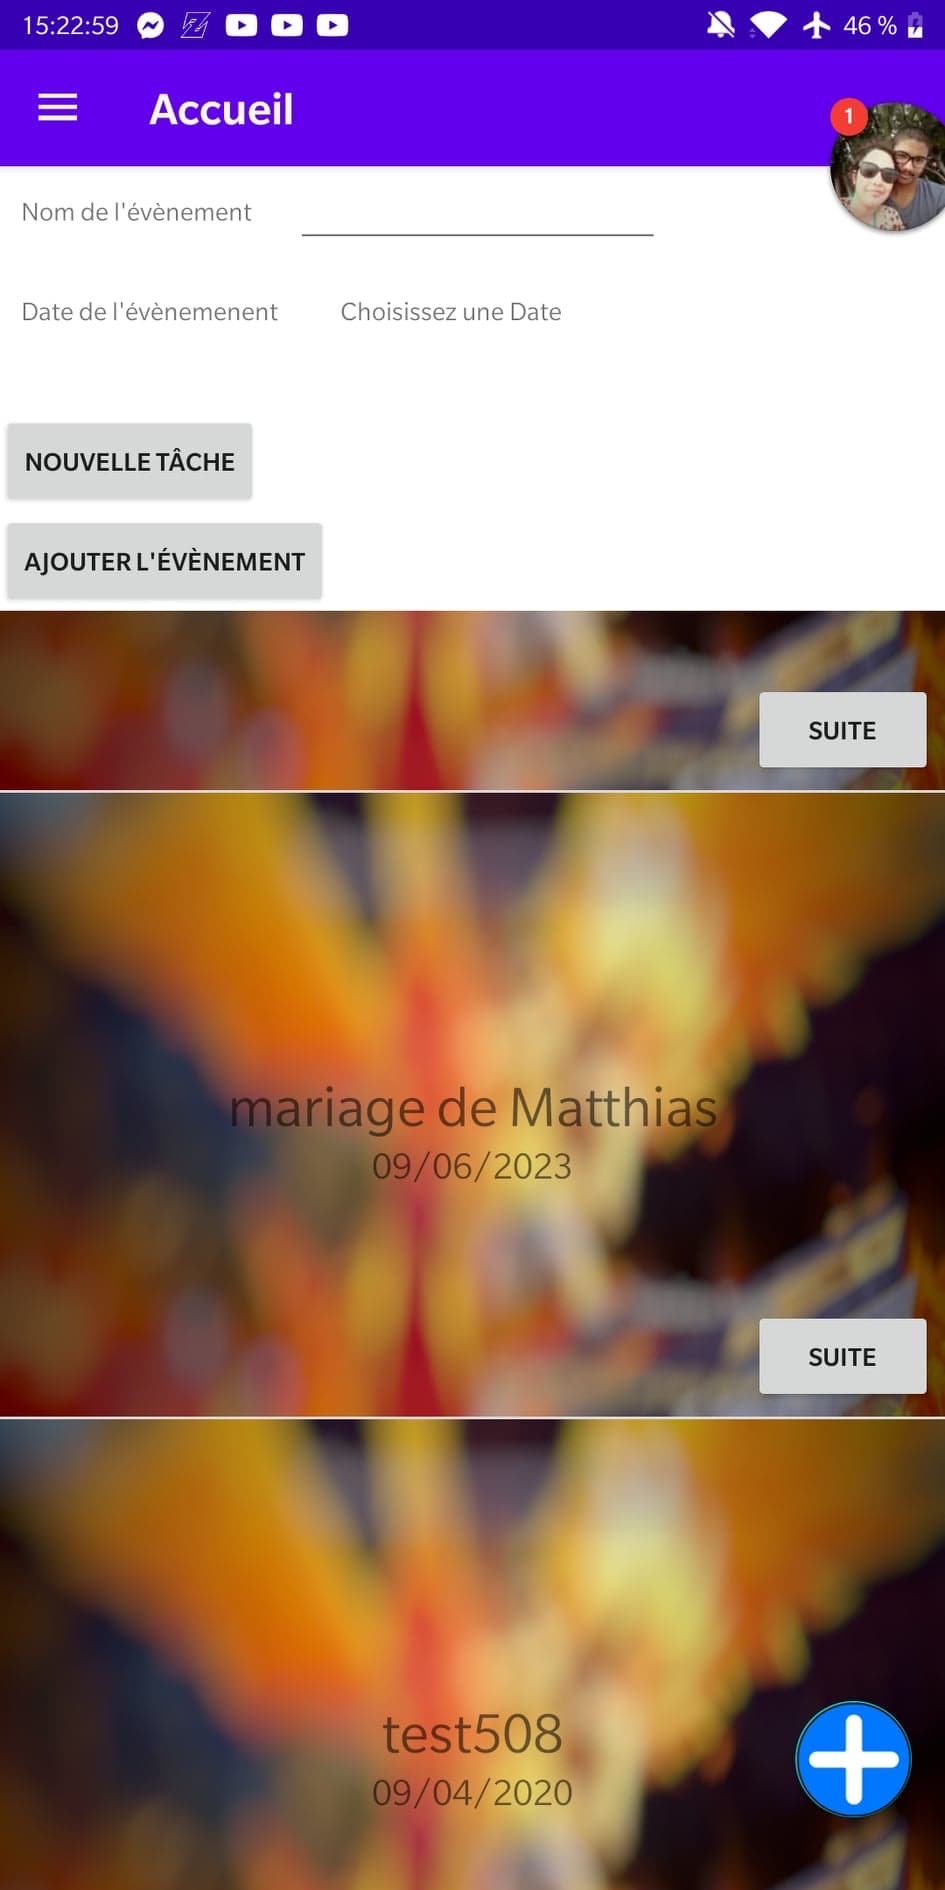 15:22:59 46 %
Accueil
1
Nom de l'évènement
Date de l'évènemenent Choisissez une Date
NOUVELLE TÂCHE
AJOUTER L'ÉVÈNEMENT
SUITE
mariage de Matthias
09/06/2023
SUITE
test508
09/04/2020